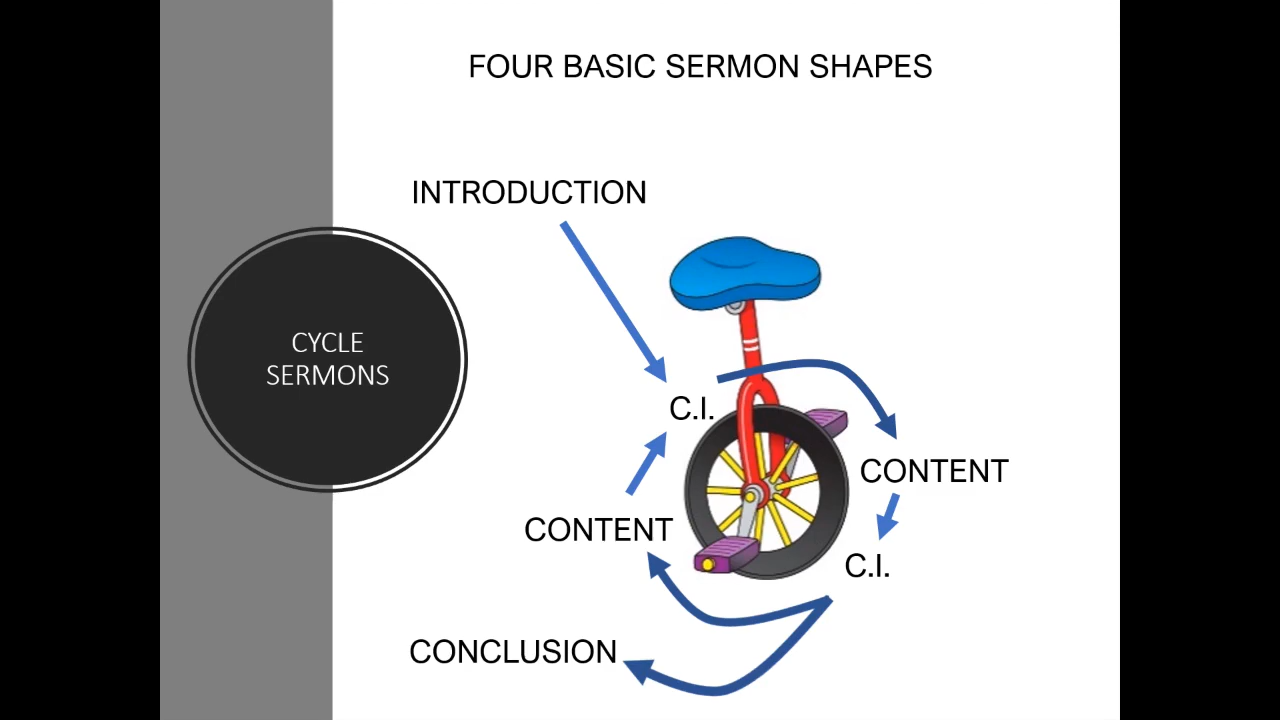 FOUR BASIC SERMON SHAPES
INTRODUCTION
CYCLE
SERMONS
C.I.
CONTENT
CONTENT
C.I.
CONCLUSION